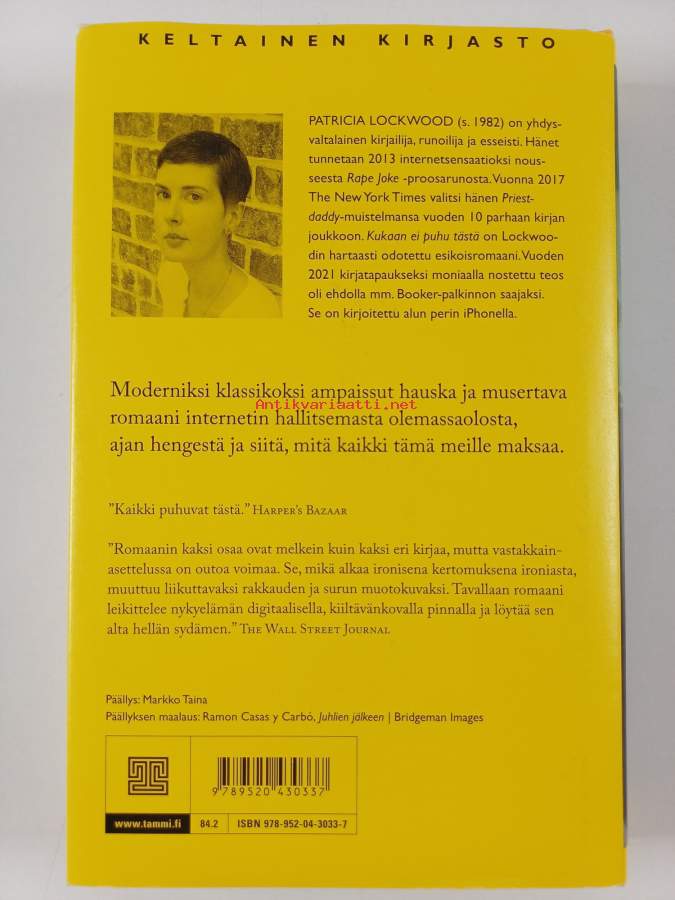 KELTAINEN KIRJASTO
PATRICIA LOCKWOOD (s. 1982) on yhdys-
valtalainen kirjailija, runoilija ja esseisti. Hänet
tunnetaan 2013 internetsensaatioksi nous-
seesta Rape Joke -proosarunosta. Vuonna 2017
The New York Times valitsi hänen Priest-
daddy-muistelmansa vuoden 10 parhaan kirjan
joukkoon. Kukaan ei puhu tästä on Lockwoo-
din hartaasti odotettu esikoisromaani. Vuoden
2021 kirjatapaukseksi moniaalla nostettu teos
oli ehdolla mm. Booker-palkinnon saajaksi.
Se on kirjoitettu alun perin iPhonella.
Moderniksi klassikoksi ampaissut hauska ja musertava
Antikvariaatti.net
romaani internetin hallitsemasta olemassaolosta,
ajan hengestä ja siitä, mitä kaikki tämä meille maksaa.
”Kaikki puhuvat tästä.” HARPER'S BAZAAR
”Romaanin kaksi osaa ovat melkein kuin kaksi eri kirjaa, mutta vastakkain-
asettelussa on outoa voimaa. Se, mikä alkaa ironisena kertomuksena ironiasta,
muuttuu liikuttavaksi rakkauden ja surun muotokuvaksi. Tavallaan romaani
leikittelee nykyelämän digitaalisella, kiiltävänkovalla pinnalla ja löytää sen
alta hellän sydämen.” THE WALL STREET JOURNAL
Päällys: Markko Taina
Päällyksen maalaus: Ramon Casas y Carbó, Juhlien jälkeen | Bridgeman Images
9 789520 430337
www.tammi.fi 84.2 ISBN 978-952-04-3033-7